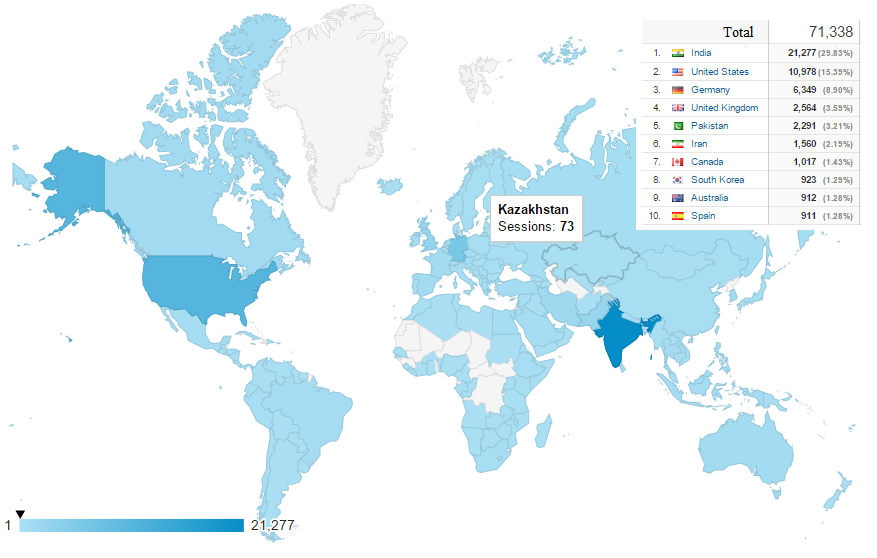 Total 71,338
1. India 21,277 (29.83%)
2. United States 10,978 (15.39%)
3. Germany 6,349 (8.90%)
4. United Kingdom 2,564 (3.59%)
5. Pakistan 2,291 (3.21%)
6. Iran 1,560 (2.19%)
7. Canada 1,017 (1.43%)
8. South Korea 923 (1.29%)
9. Australia 912 (1.28%)
10. Spain 911 (1.28%)
Kazakhstan
Sessions: 73
1 21,277